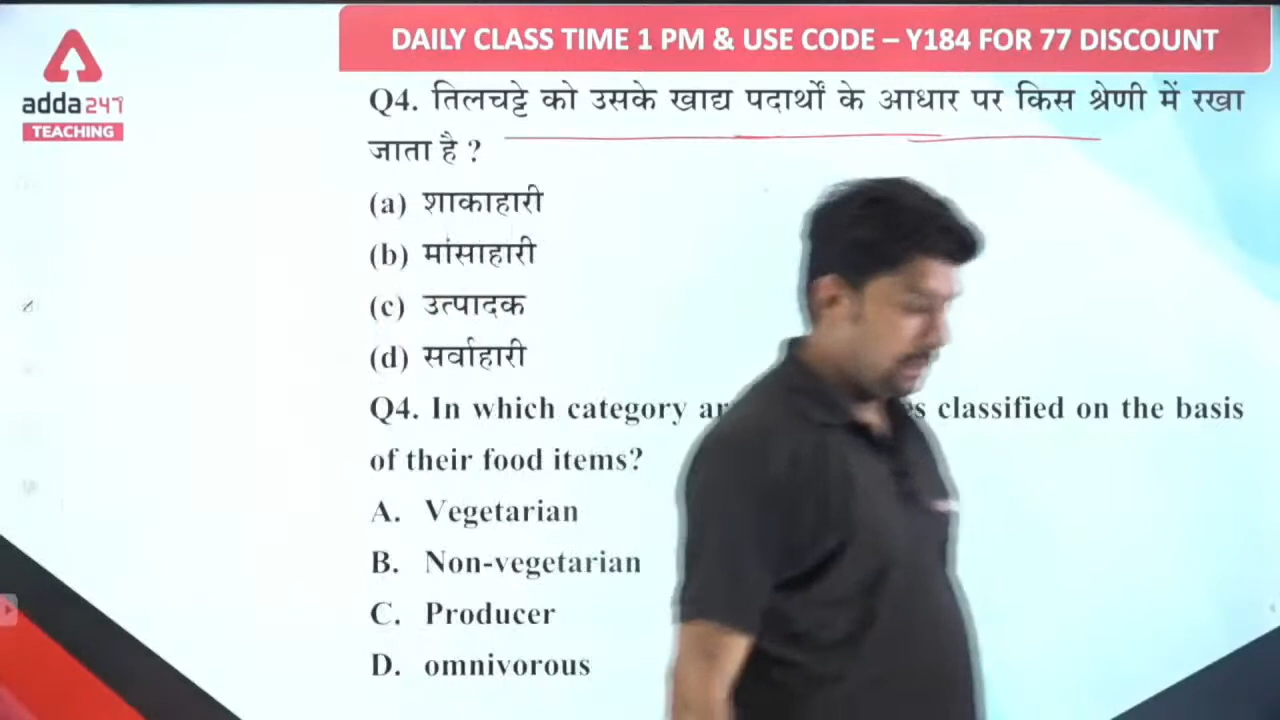 DAILY CLASS TIME 1 PM & USE CODE – Y184 FOR 77 DISCOUNT
adda247
TEACHING
Q4. तिलचट्टे को उसके खाद्य पदार्थों के आधार पर किस श्रेणी में रखा
जाता है ?
(a) शाकाहारी
(b) मांसाहारी
(c) उत्पादक
(d) सर्वाहारी
Q4. In which category classified on the basis
of their food items?
A. Vegetarian
B. Non-vegetarian
C. Producer
D. omnivorous